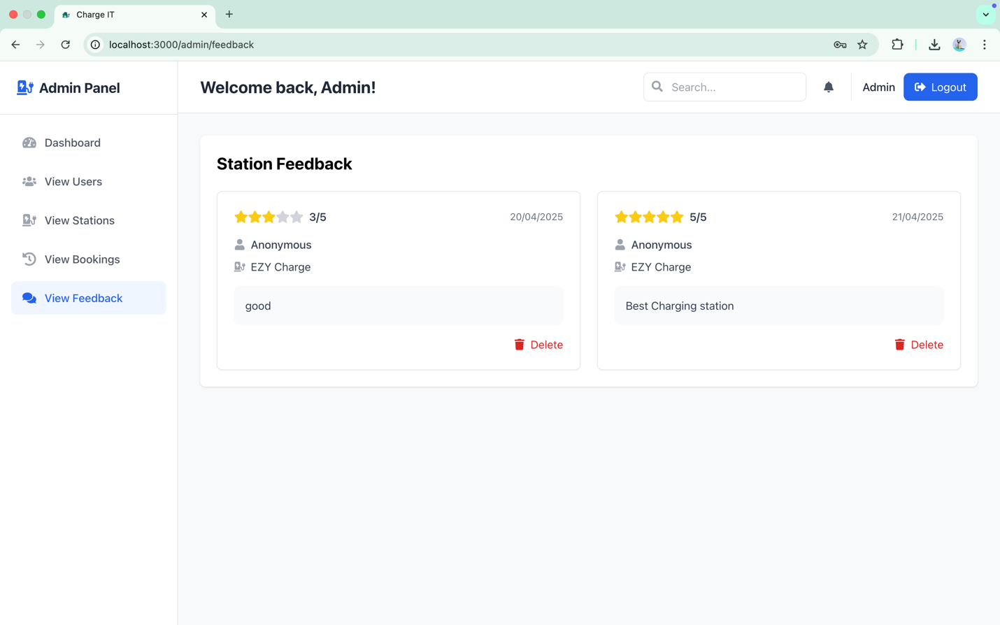 Charge IT
localhost:3000/admin/feedback
Admin Panel
Welcome back, Admin!
Search...
Admin
Logout
Dashboard
View Users
View Stations
View Bookings
View Feedback
Station Feedback
3/5
20/04/2025
Anonymous
EZY Charge
good
Delete
5/5
21/04/2025
Anonymous
EZY Charge
Best Charging station
Delete